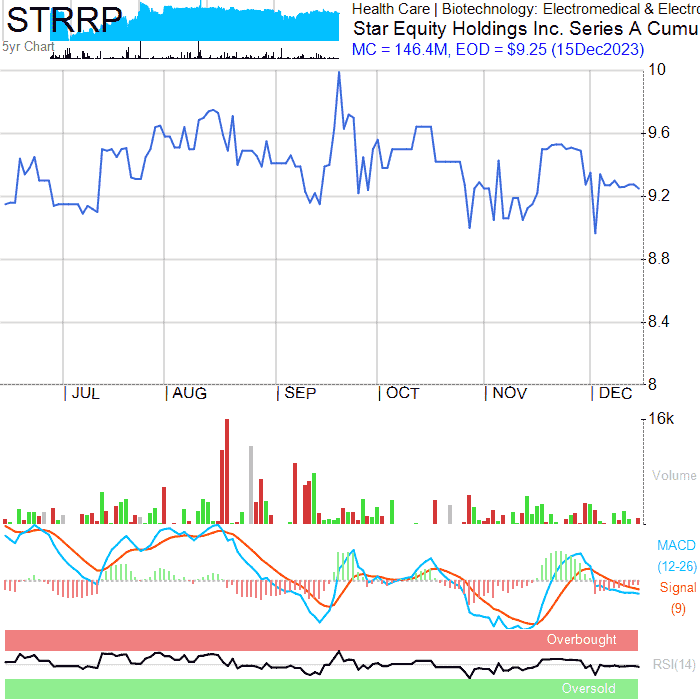 STRRP
Health Care | Biotechnology: Electromedical & Electro
5yr Chart
Star Equity Holdings Inc. Series A Cumu
MC = 146.4M, EOD = $9.25 (15Dec2023)
10
9.6
9.2
8.8
8.4
8
JUL AUG SEP OCT NOV DEC
16k
Volume
MACD
(12-26)
Signal
(9)
Overbought
RSI(14)
Oversold